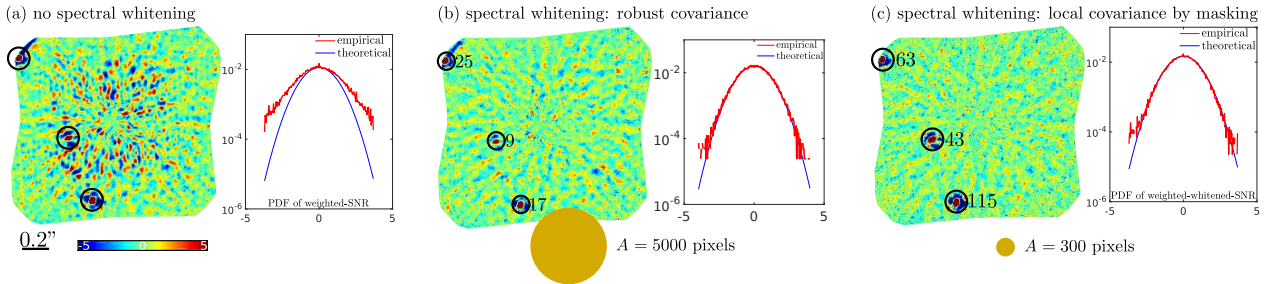 (a) no spectral whitening
empirical
theoretical
10-2
10-4
10-6
-5
0
5
PDF of weighted-SNR
0.2”
-5
0
5
(b) spectral whitening: robust covariance
25
9
17
A = 5000 pixels
empirical
theoretical
10-2
10-4
10-6
-5
0
5
(c) spectral whitening: local covariance by masking
63
43
115
A = 300 pixels
empirical
theoretical
10-2
10-4
10-6
-5
0
5
PDF of weighted-whitened-SNR